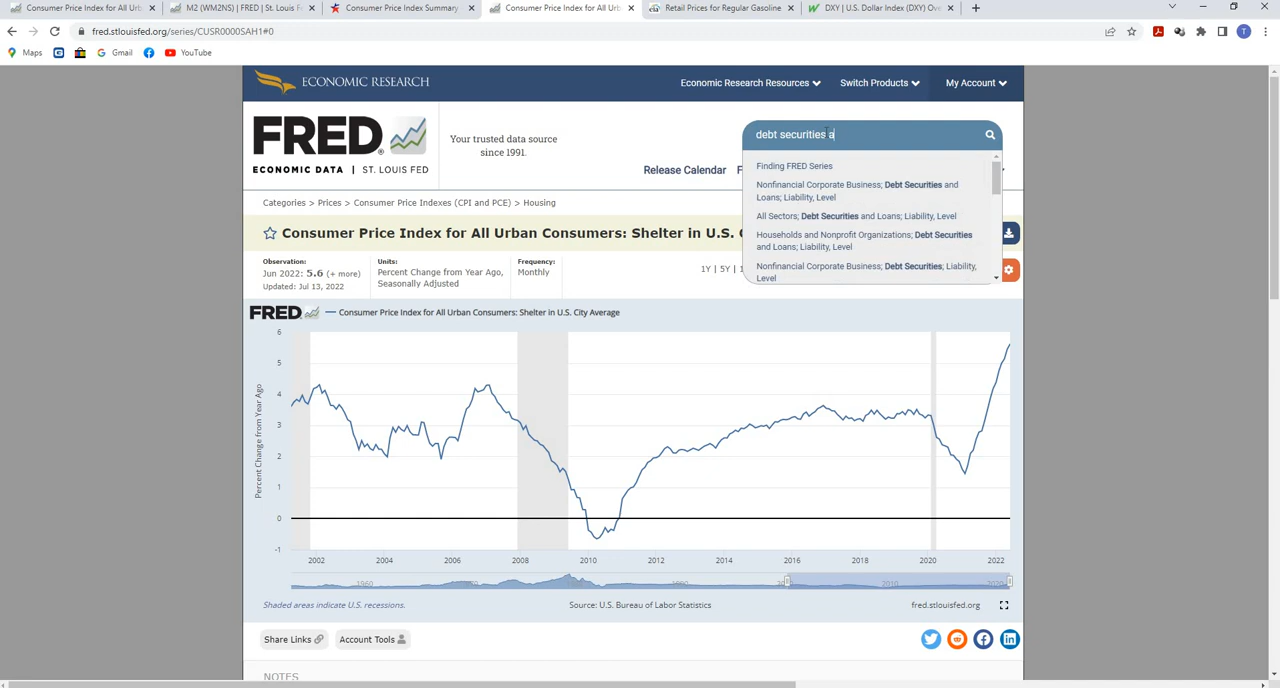 Consumer Price Index for All Urban
M2 (WM2NS) | FRED | St. Louis F
Consumer Price Index Summary
Consumer Price Index for All Urban
Retail Prices for Regular Gasoline
DXY | U.S. Dollar Index (DXY) Ove
fred.stlouisfed.org/series/CUSR0000SAH1#0
T
Maps
Gmail
YouTube
ECONOMIC RESEARCH
Economic Research Resources
Switch Products
My Account
FRED
ECONOMIC DATA | ST. LOUIS FED
Your trusted data source
since 1991.
debt securities a
Release Calendar
F
Finding FRED Series
Nonfinancial Corporate Business; Debt Securities and
Loans; Liability, Level
All Sectors; Debt Securities and Loans; Liability, Level
Households and Nonprofit Organizations; Debt Securities
and Loans; Liability, Level
Nonfinancial Corporate Business; Debt Securities; Liability,
Level
Categories > Prices > Consumer Price Indexes (CPI and PCE) > Housing
Consumer Price Index for All Urban Consumers: Shelter in U.S.
Observation:
Jun 2022: 5.6 (+ more)
Updated: Jul 13, 2022
Units:
Percent Change from Year Ago,
Seasonally Adjusted
Frequency:
Monthly
1Y | 5Y | 1
FRED
Consumer Price Index for All Urban Consumers: Shelter in U.S. City Average
Percent Change from Year Ago
6
5
4
3
2
1
0
-1
2002
2004
2006
2008
2010
2012
2014
2016
2018
2020
2022
1960
2010
Shaded areas indicate U.S. recessions.
Source: U.S. Bureau of Labor Statistics
fred.stlouisfed.org
Share Links
Account Tools
NOTES